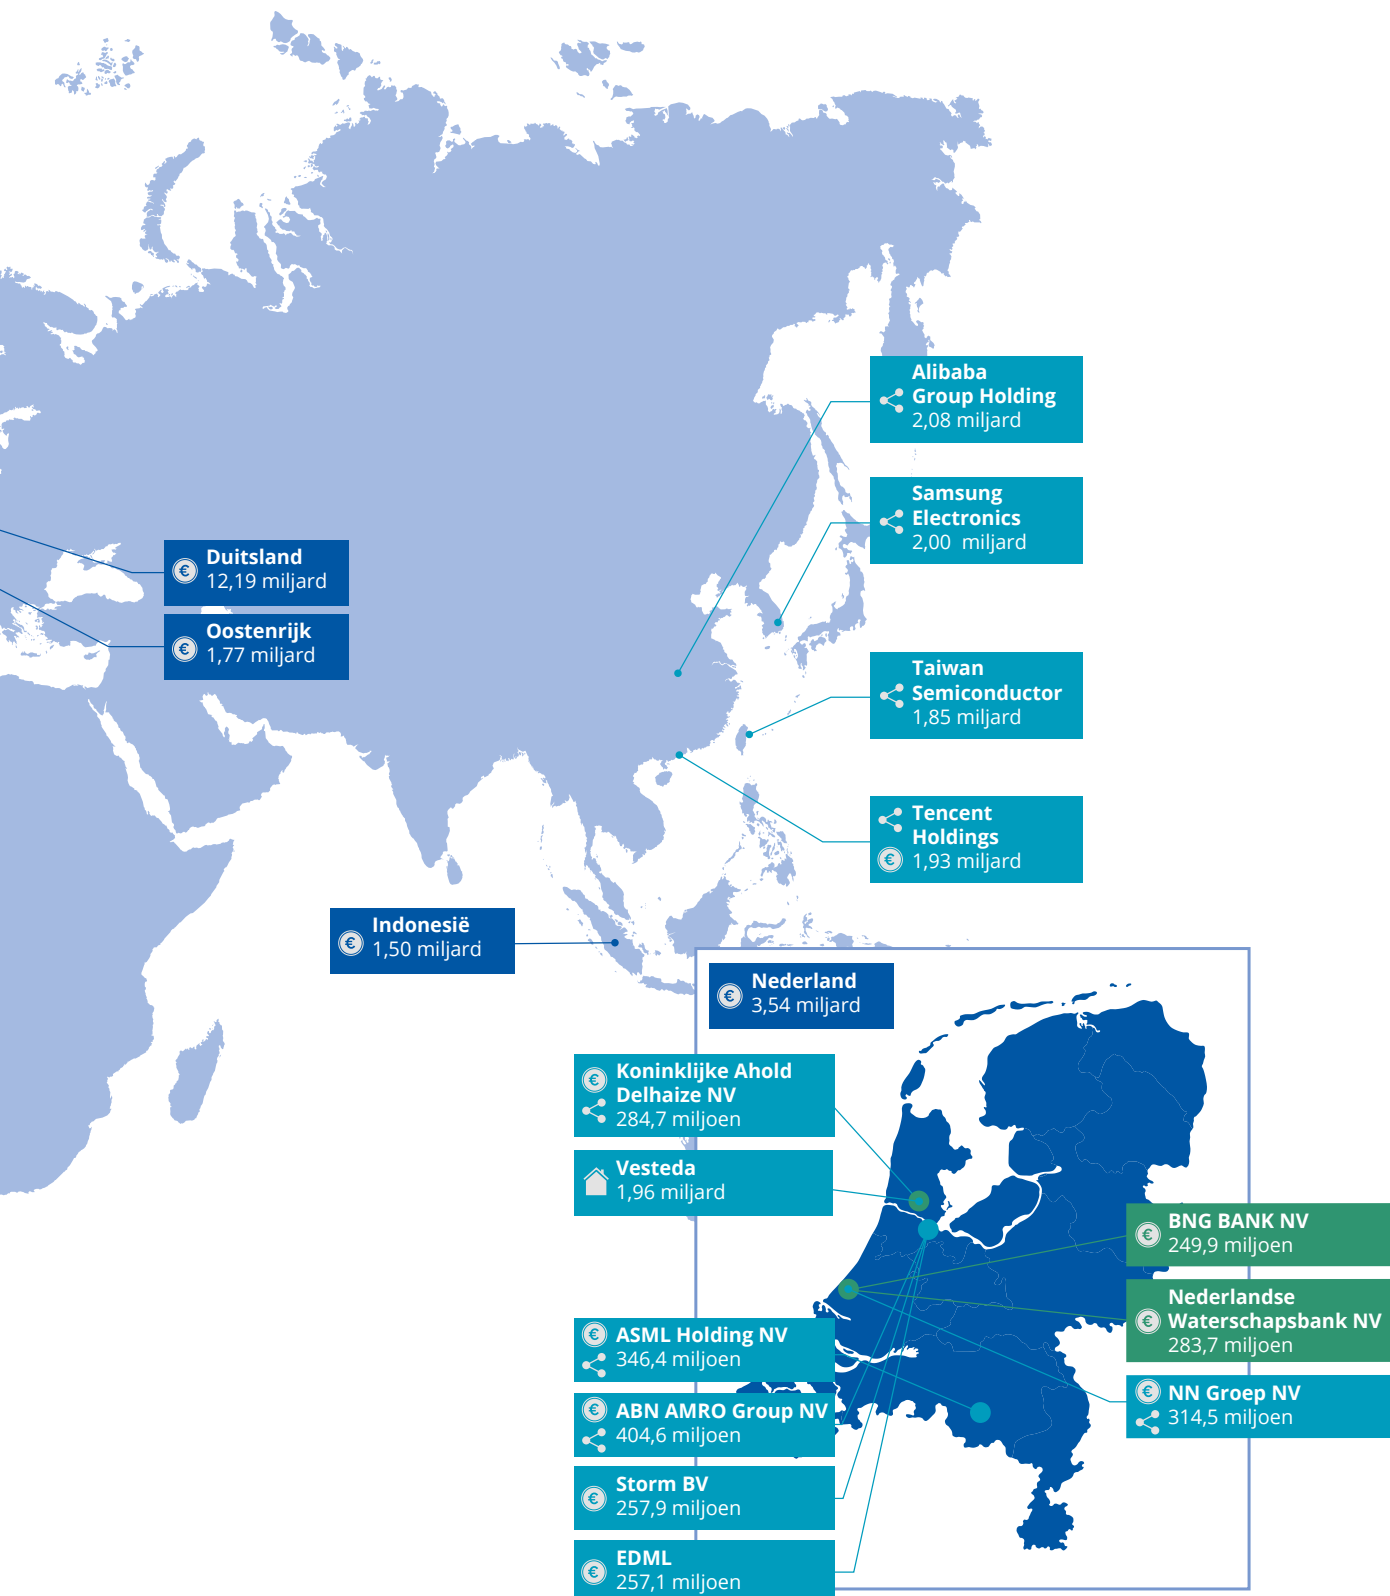 Alibaba
Group Holding
2,08 miljard
Samsung
Electronics
2,00 miljard
Duitsland
12,19 miljard
Oostenrijk
1,77 miljard
Taiwan
Semiconductor
1,85 miljard
Tencent
Holdings
€ 1,93 miljard
Indonesië
1,50 miljard
Nederland
3,54 miljard
Koninklijke Ahold
Delhaize NV
284,7 miljoen
Vesteda
1,96 miljard
BNG BANK NV
249,9 miljoen
Nederlandse
Waterschapsbank NV
283,7 miljoen
ASML Holding NV
346,4 miljoen
NN Groep NV
314,5 miljoen
ABN AMRO Group NV
404,6 miljoen
Storm BV
257,9 miljoen
EDML
257,1 miljoen